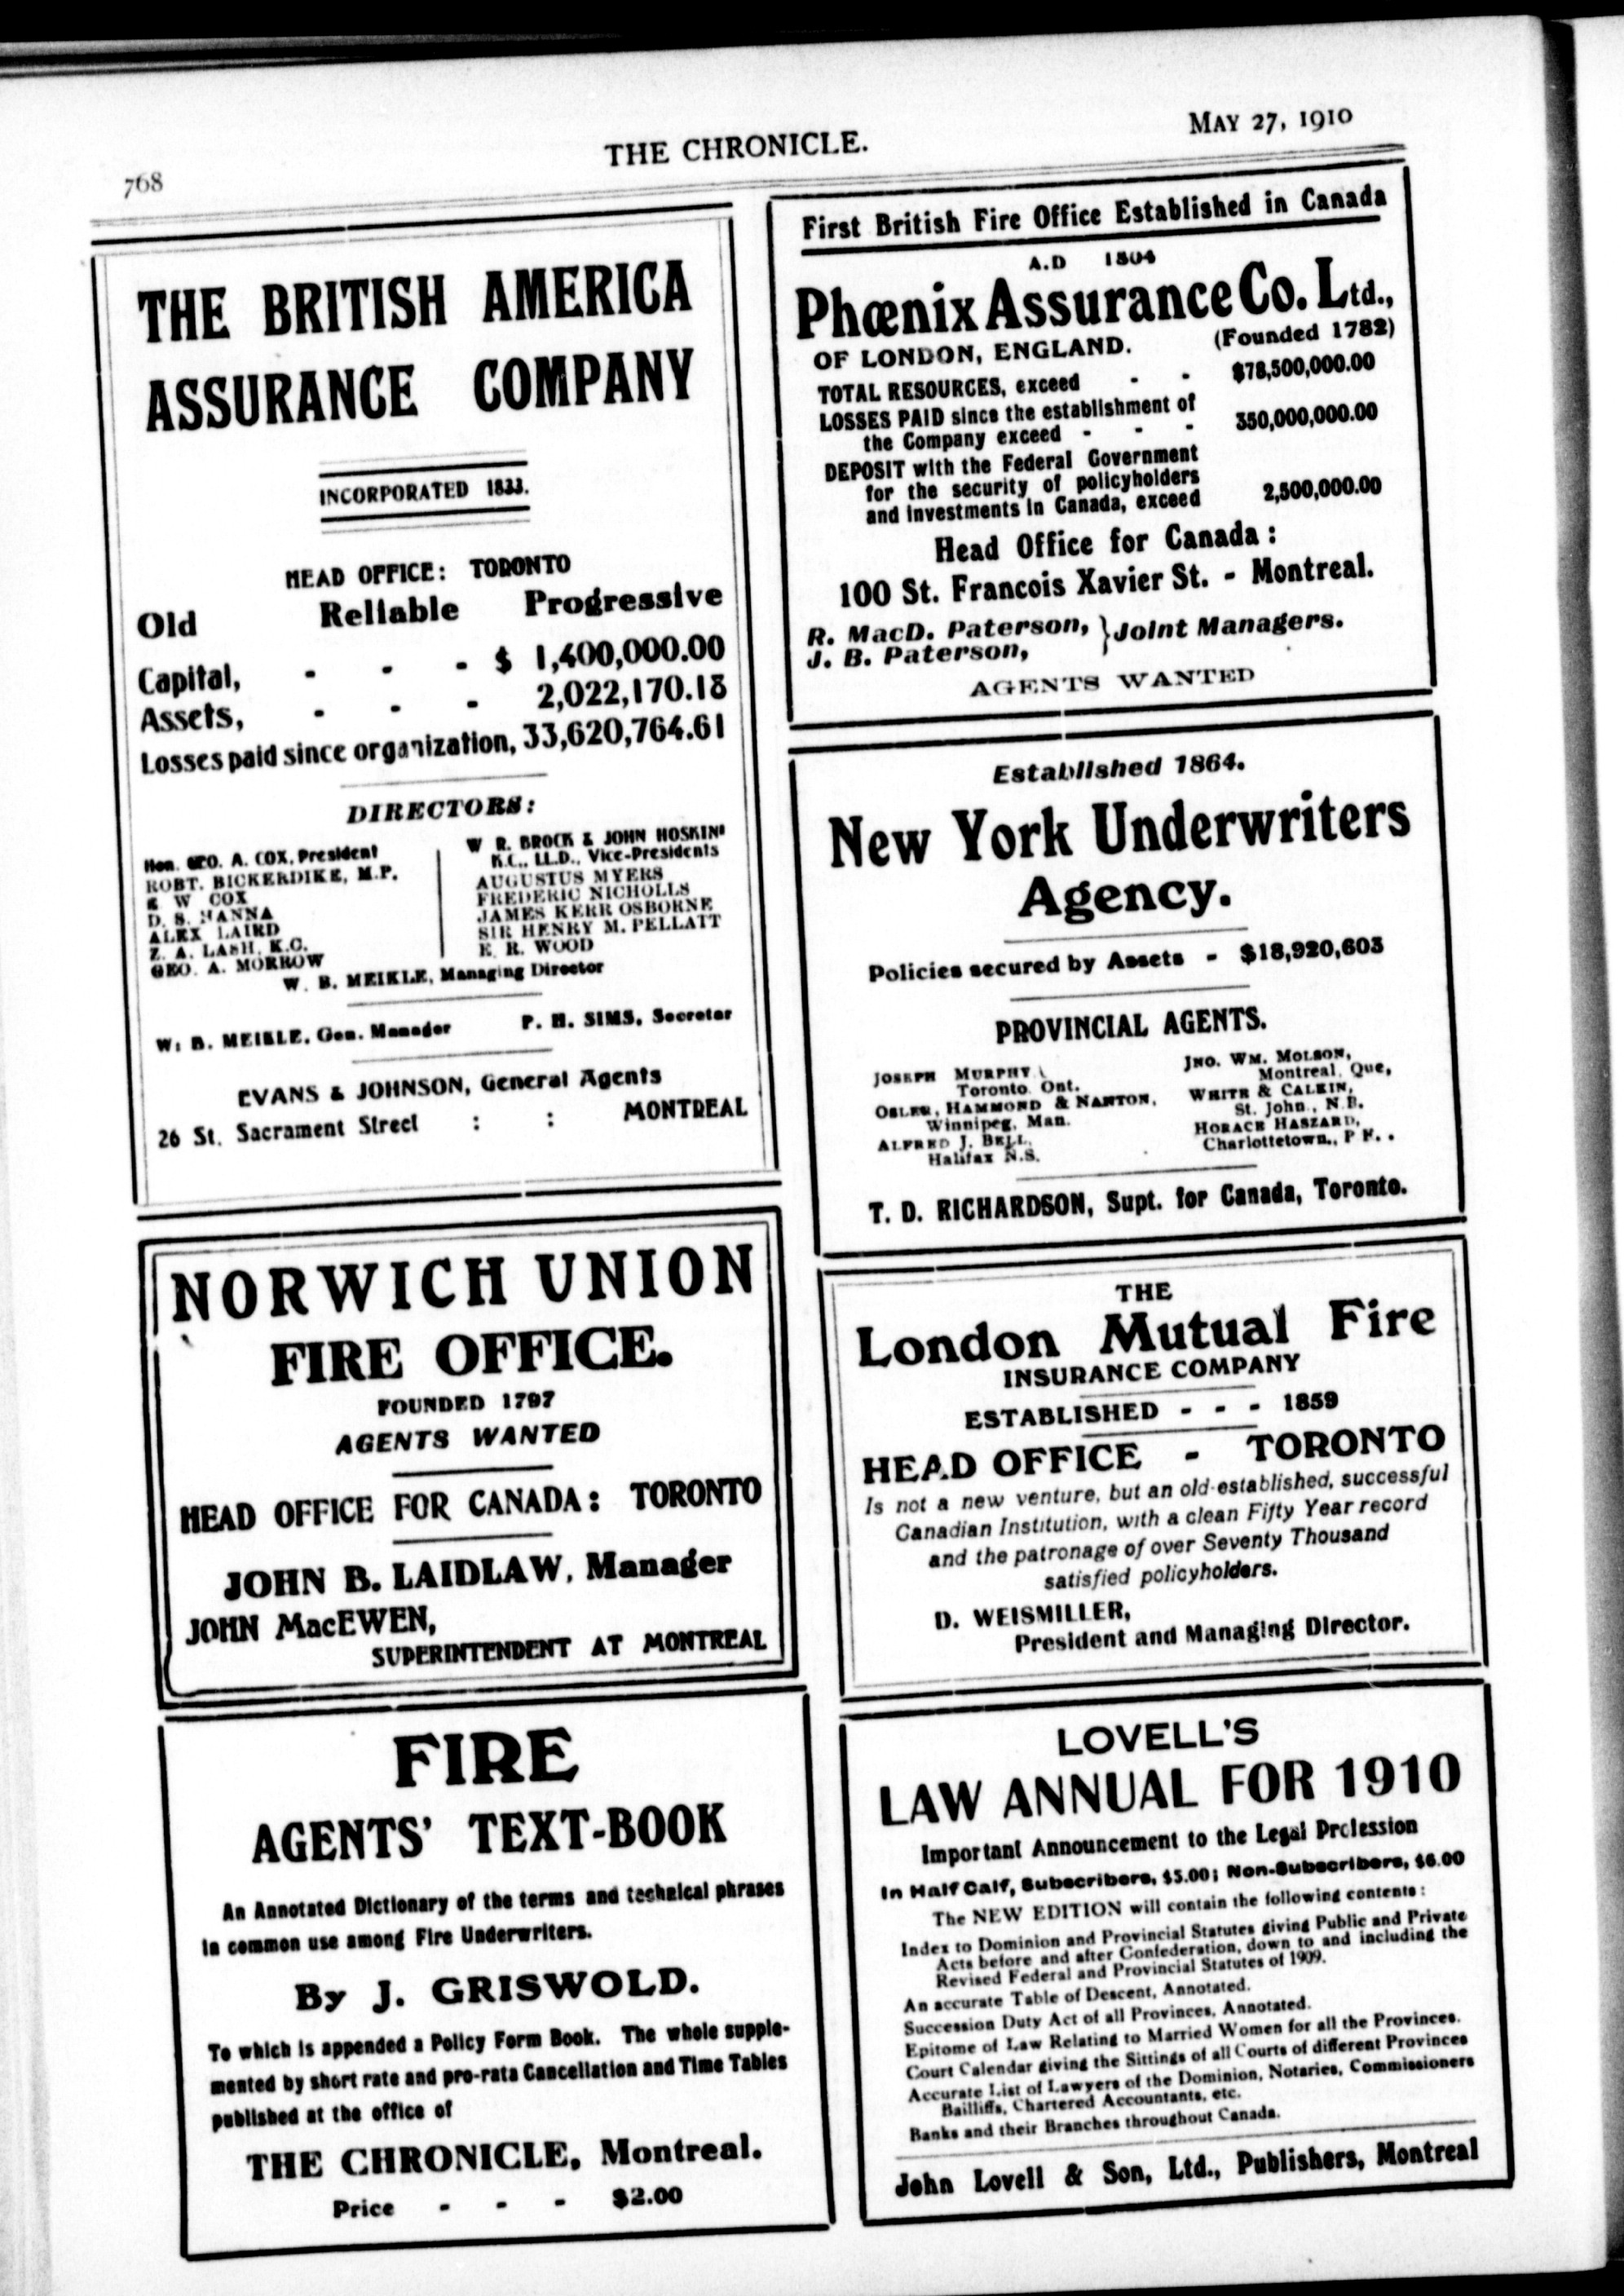 768
THE CHRONICLE.
MAY 27, 1910
THE BRITISH AMERICA
ASSURANCE COMPANY
INCORPORATED 1833.
HEAD OFFICE: TORONTO
Old Reliable Progressive
Capital, - - - $ 1,400,000.00
Assets, - - - 2,022,170.18
Losses paid since organization, 33,620,764.61
DIRECTORS:
Hon. GEO. A. COX, President
ROBT. BICKERDIKE, M.P.
E W COX
D. B. HANNA
ALEX LAIRD
Z. A. LASH, K.C.
GEO. A. MORROW
W R. BROCK & JOHN HOSKIN
K.C., LL.D., Vice-Presidents
AUGUSTUS MYERS
FREDERIC NICHOLLS
JAMES KERR OSBORNE
SIR HENRY M. PELLATT
E. R. WOOD
W. B. MEIKLE, Managing Director
W. B. MEIKLE, Gen. Manager P. H. SIMS, Secretar
EVANS & JOHNSON, General Agents
26 St. Sacrament Street : : MONTREAL
NORWICH UNION
FIRE OFFICE.
FOUNDED 1797
AGENTS WANTED
HEAD OFFICE FOR CANADA: TORONTO
JOHN B. LAIDLAW, Manager
JOHN MacEWEN,
SUPERINTENDENT AT MONTREAL
FIRE
AGENTS' TEXT-BOOK
An Annotated Dictionary of the terms and technical phrases
in common use among Fire Underwriters.
By J. GRISWOLD.
To which is appended a Policy Form Book. The whole supple-
mented by short rate and pro-rata Cancellation and Time Tables
published at the office of
THE CHRONICLE, Montreal.
Price - - - $2.00
First British Fire Office Established in Canada
A.D 1804
Phœnix Assurance Co. Ltd.,
OF LONDON, ENGLAND. (Founded 1782)
TOTAL RESOURCES, exceed - - $78,500,000.00
LOSSES PAID since the establishment of
the Company exceed - - - 350,000,000.00
DEPOSIT with the Federal Government
for the security of policyholders
and investments in Canada, exceed 2,500,000.00
Head Office for Canada:
100 St. Francois Xavier St. - Montreal.
R. MacD. Paterson, } Joint Managers.
J. B. Paterson,
AGENTS WANTED
Established 1864.
New York Underwriters
Agency.
Policies secured by Assets - $18,920,603
PROVINCIAL AGENTS.
JOSEPH MURPHY
Toronto. Ont.
OSLER, HAMMOND & NANTON,
Winnipeg, Man.
ALFRED J. BELL,
Halifax N.S.
JNO. WM. MOLSON,
Montreal, Que,
WHITE & CALKIN,
St. John., N.B.
HORACE HASZARD,
Charlottetown., P
T. D. RICHARDSON, Supt. for Canada, Toronto.
THE
London Mutual Fire
INSURANCE COMPANY
ESTABLISHED - - - 1859
HEAD OFFICE - TORONTO
Is not a new venture, but an old-established, successful
Canadian Institution, with a clean Fifty Year record
and the patronage of over Seventy Thousand
satisfied policyholders.
D. WEISMILLER,
President and Managing Director.
LOVELL'S
LAW ANNUAL FOR 1910
Important Announcement to the Legal Profession
In Half Calf, Subscribers, $5.00; Non-Subscribers, $6.00
The NEW EDITION will contain the following contents:
Index to Dominion and Provincial Statutes giving Public and Private
Acts before and after Confederation, down to and including the
Revised Federal and Provincial Statutes of 1909.
An accurate Table of Descent, Annotated.
Succession Duty Act of all Provinces, Annotated.
Epitome of Law Relating to Married Women for all the Provinces.
Court Calendar giving the Sittings of all Courts of different Provinces
Accurate List of Lawyers of the Dominion, Notaries, Commissioners
Bailliffs, Chartered Accountants, etc.
Banks and their Branches throughout Canada.
John Lovell & Son, Ltd., Publishers, Montreal